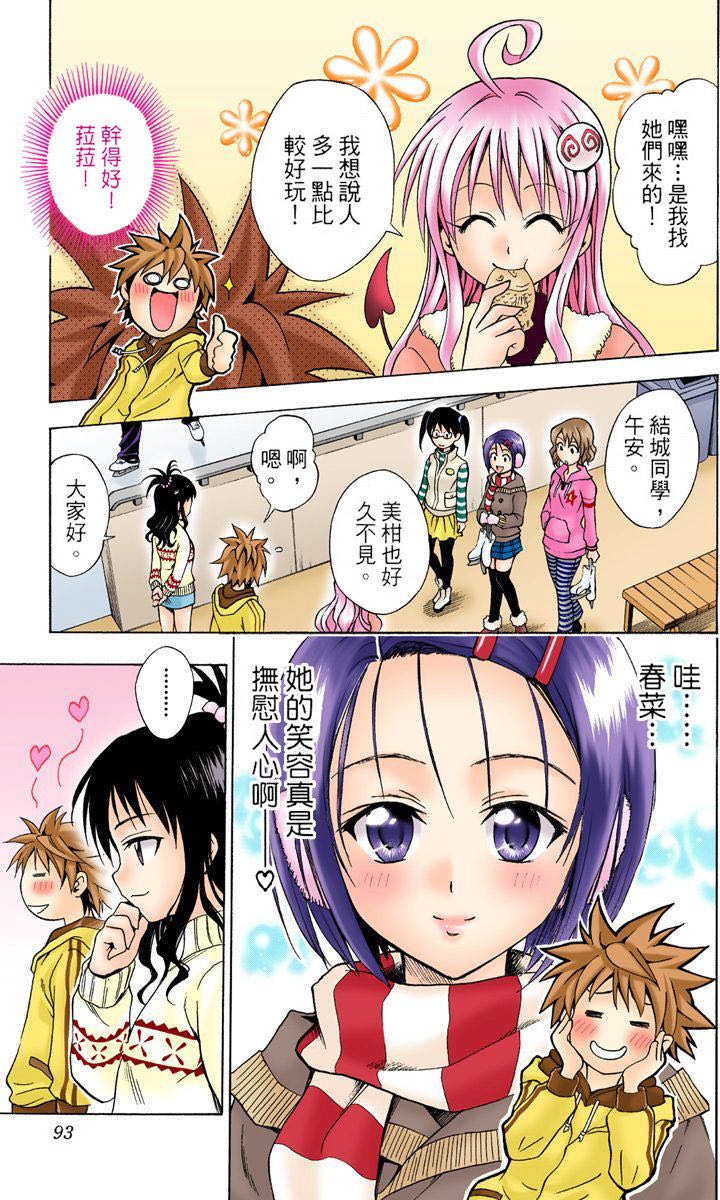 嘿嘿…是我找
她們來的！
我想說人
多一點比
較好玩！
幹得好！
菈菈！
結城同學，
午安。
美柑也好
久不見。
啊，
嗯。
大家好。
哇……
春菜…
她的笑容真是
撫慰人心啊——♡
………
93